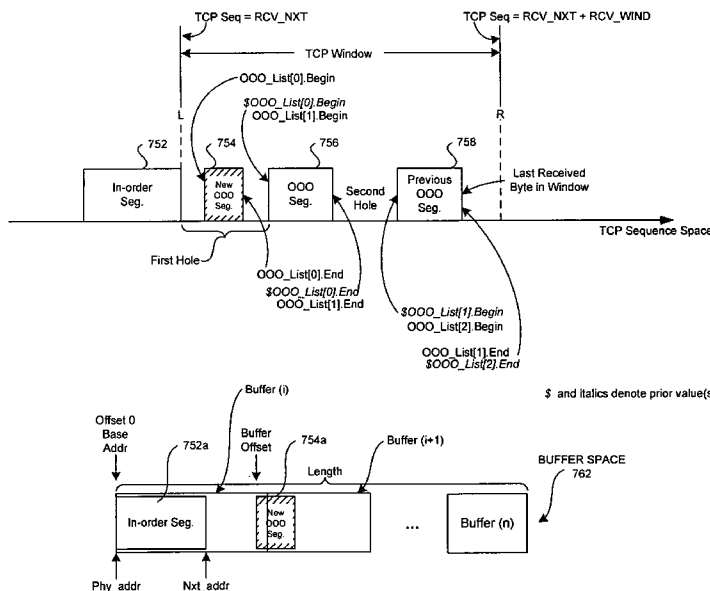 TCP Seq = RCV_NXT
TCP Seq = RCV_NXT + RCV_WIND
TCP Window
OOO_List[0].Begin
$OOO_List[0].Begin
OOO_List[1].Begin
L
R
752
754
756
758
In-order
Seg.
New
OOO
Seg.
OOO
Seg.
Second
Hole
Previous
OOO
Seg.
Last Received
Byte in Window
TCP Sequence Space
First Hole
OOO_List[0].End
$OOO_List[0].End
OOO_List[1].End
$OOO_List[1].Begin
OOO_List[2].Begin
OOO_List[1].End
$OOO_List[2].End
$ and italics denote prior value(s
Buffer (i)
Offset 0
Base
Addr
752a
Buffer
Offset
754a
Buffer (i+1)
Length
BUFFER SPACE
762
In-order Seg.
New
OOO
Seg.
...
Buffer (n)
Phy_addr
Nxt_addr